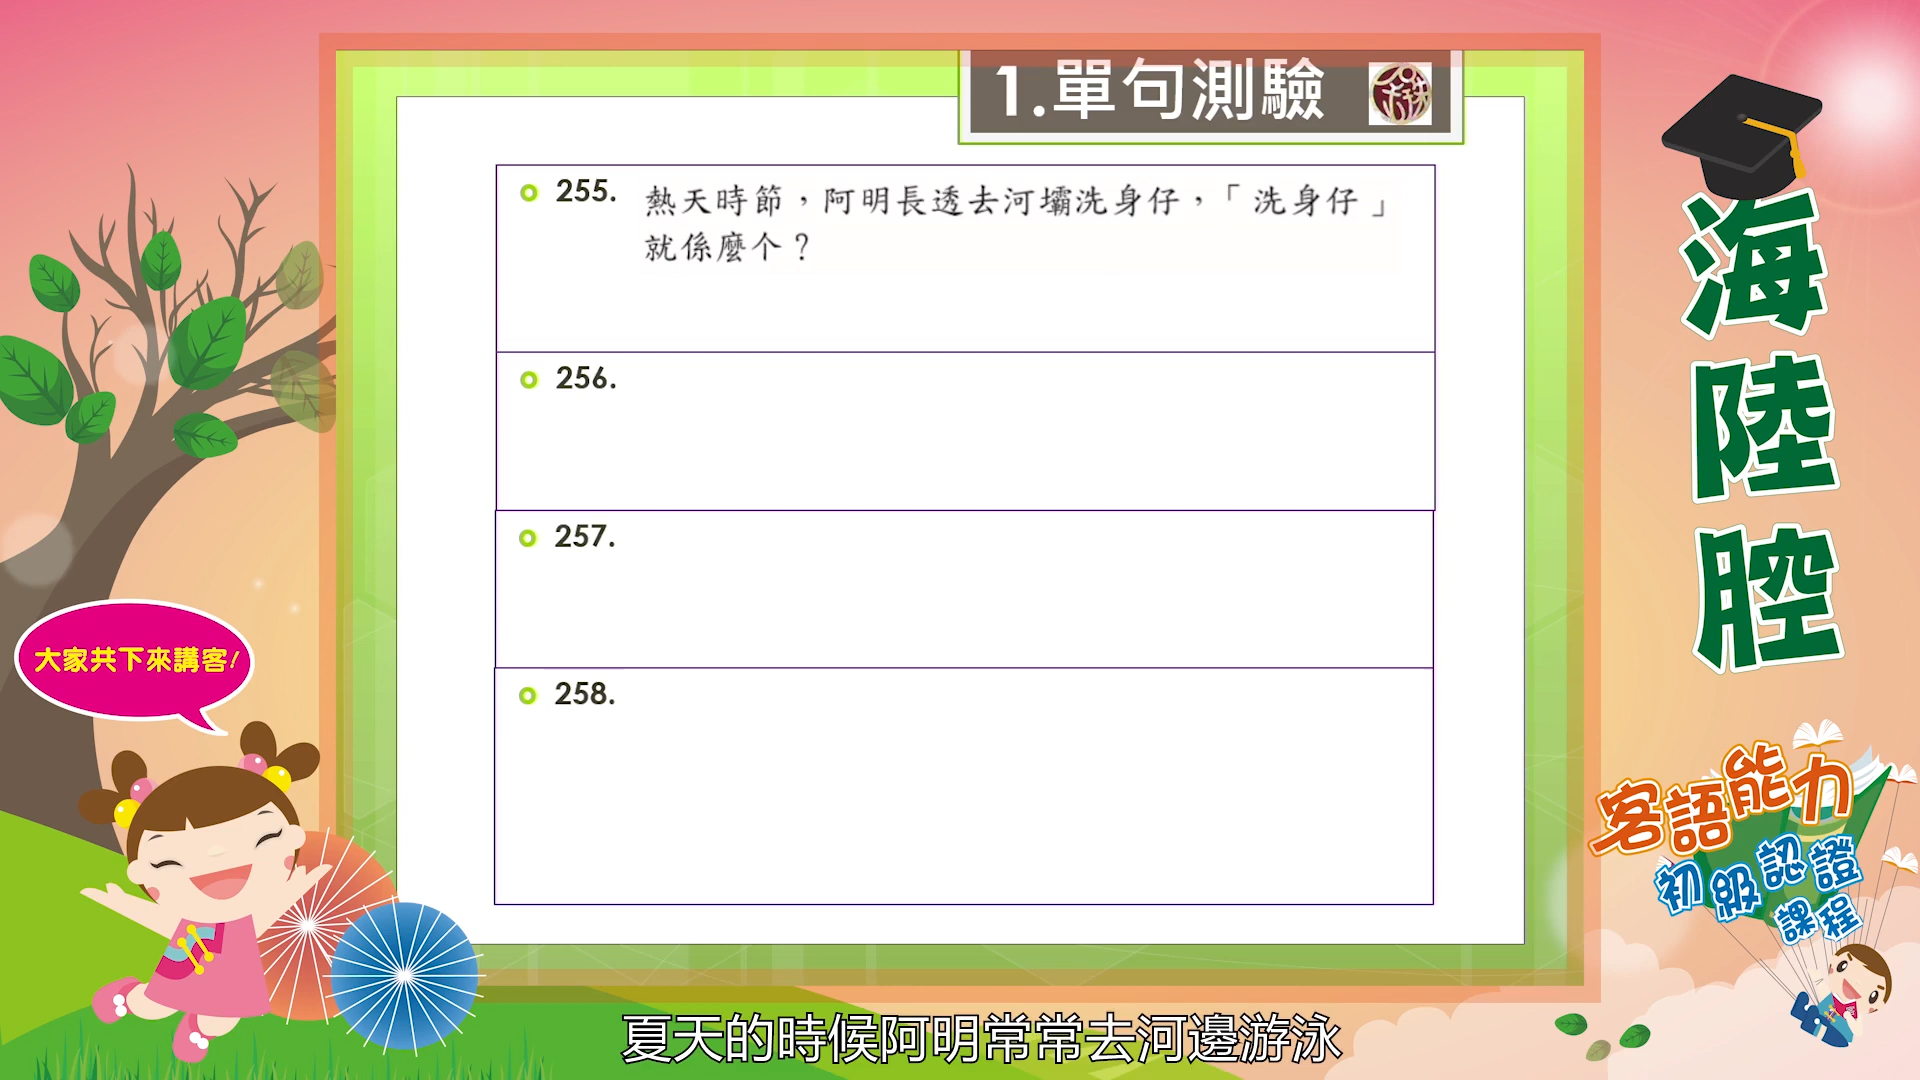 1.單句測驗
255. 熱天時節,阿明長透去河壩洗身仔,「洗身仔」
就係麼个?
256.
257.
258.
海陸腔
大家共下來講客!
客語能力
初級認證
課程
夏天的時候阿明常常去河邊游泳